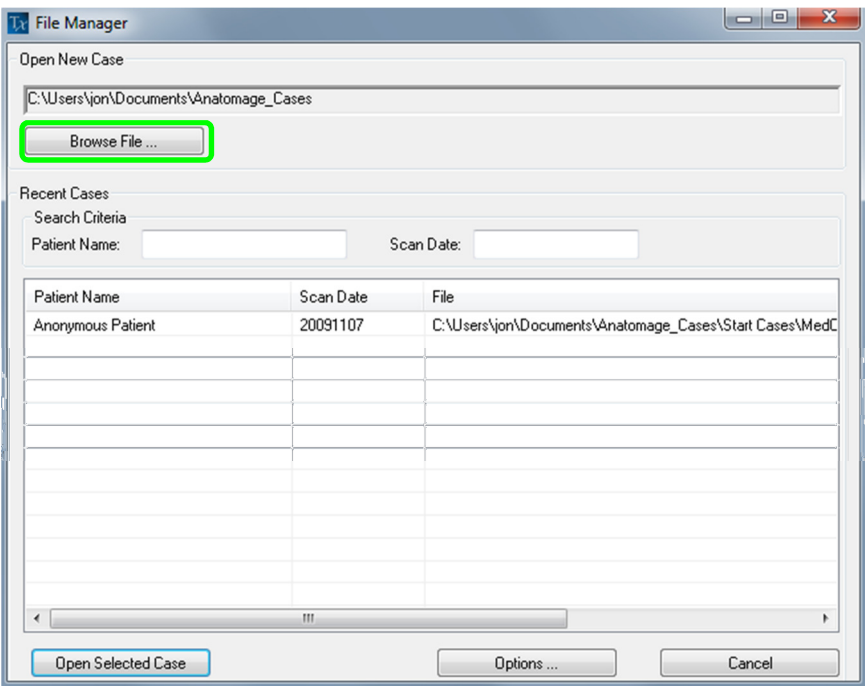 Tx File Manager
Open New Case
C:\Users\jon\Documents\Anatomage_Cases
Browse File ...
Recent Cases
Search Criteria
Patient Name: Scan Date:
Patient Name Scan Date File
Anonymous Patient 20091107 C:\Users\jon\Documents\Anatomage_Cases\Start Cases\MedC
Open Selected Case Options ... Cancel